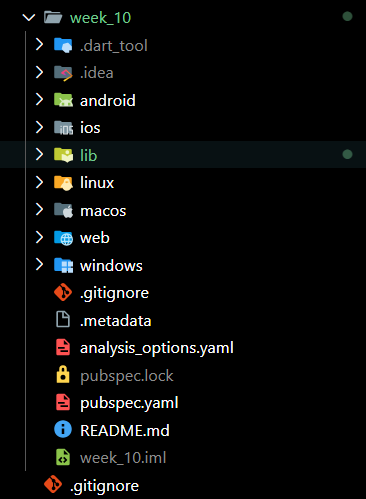 week_10
.dart_tool
.idea
android
ios
lib
linux
macos
web
windows
.gitignore
.metadata
analysis_options.yaml
pubspec.lock
pubspec.yaml
README.md
week_10.iml
.gitignore